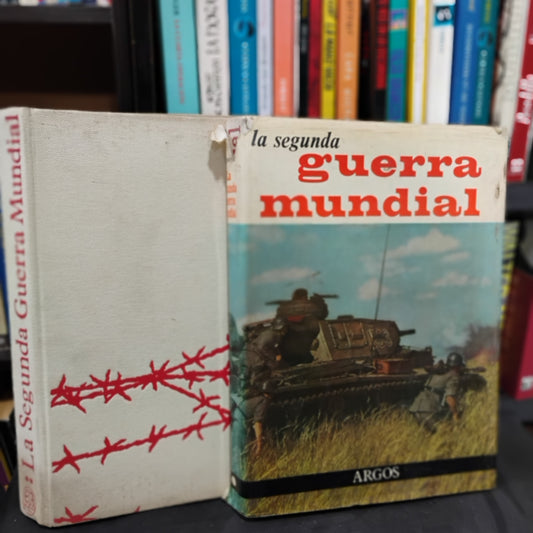 La Segunda Guerra Mundial
la segunda
guerra
mundial
ARGOS